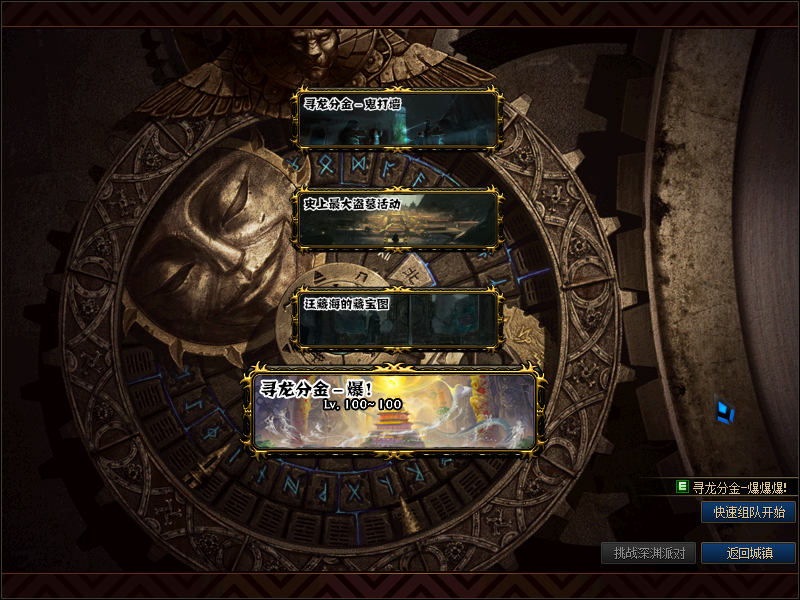 寻龙分金－鬼打墙
史上最大盗墓活动
汪藏海的藏宝图
寻龙分金－爆!
Lv. 100~100
E 寻龙分金-爆爆爆!
快速组队开始
挑战深渊派对
返回城镇